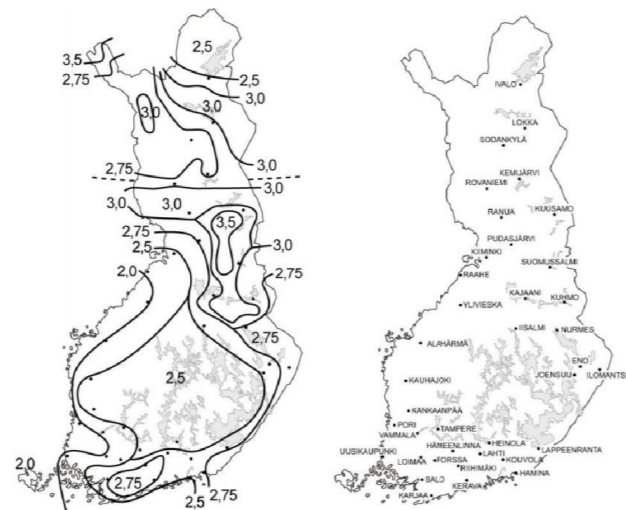 2,5
3,5
2,75
2,5
3,0
3,0
3,0
3,0
2,75
3,0
3,0
3,0
3,5
2,75
3,0
2,5
2,75
2,0
2,75
2,5
2,0
2,75
2,75
2,5
IVALO
LOKKA
SODANKYLÄ
KEMIJÄRVI
ROVANIEMI
RANUA
KUUSAMO
PUDASJÄRVI
KIIMINKI
SUOMUSSALMI
RAAHE
KAJAANI
KUHMO
YLIVIESKA
IISALMI
NURMES
ALAHÄRMÄ
ENO
JOENSUU
ILOMANTS
KAUHAJOKI
KANKAANPÄÄ
PORI
TAMPERE
VAMMALA
HEINOLA
HÄMEENLINNA
LAPPEENRANTA
UUSIKAUPUNKI
LAHTI
LOIMAA
FORSSA
KOUVOLA
RIIHIMÄKI
HAMINA
SALO
KERAVA
KARJAA